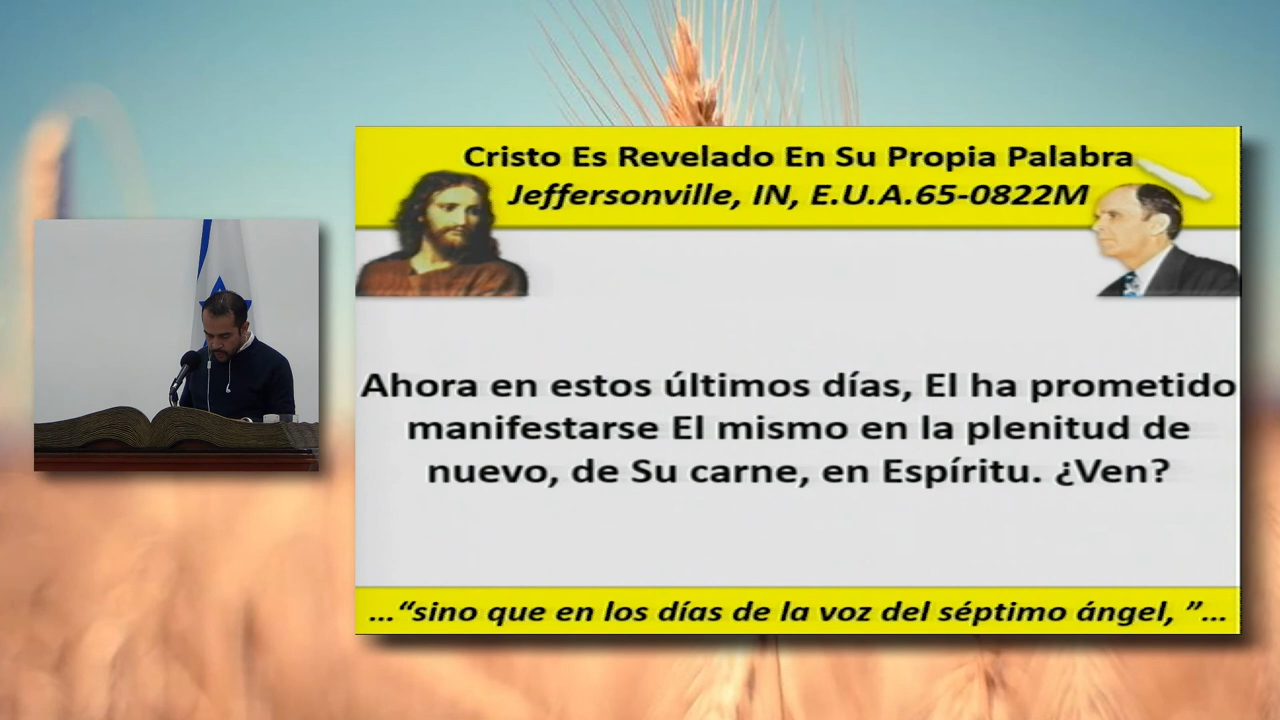 Cristo Es Revelado En Su Propia Palabra
Jeffersonville, IN, E.U.A.65-0822M
Ahora en estos últimos días, El ha prometido
manifestarse El mismo en la plenitud de
nuevo, de Su carne, en Espíritu. ¿Ven?
...“sino que en los días de la voz del séptimo ángel, ”...